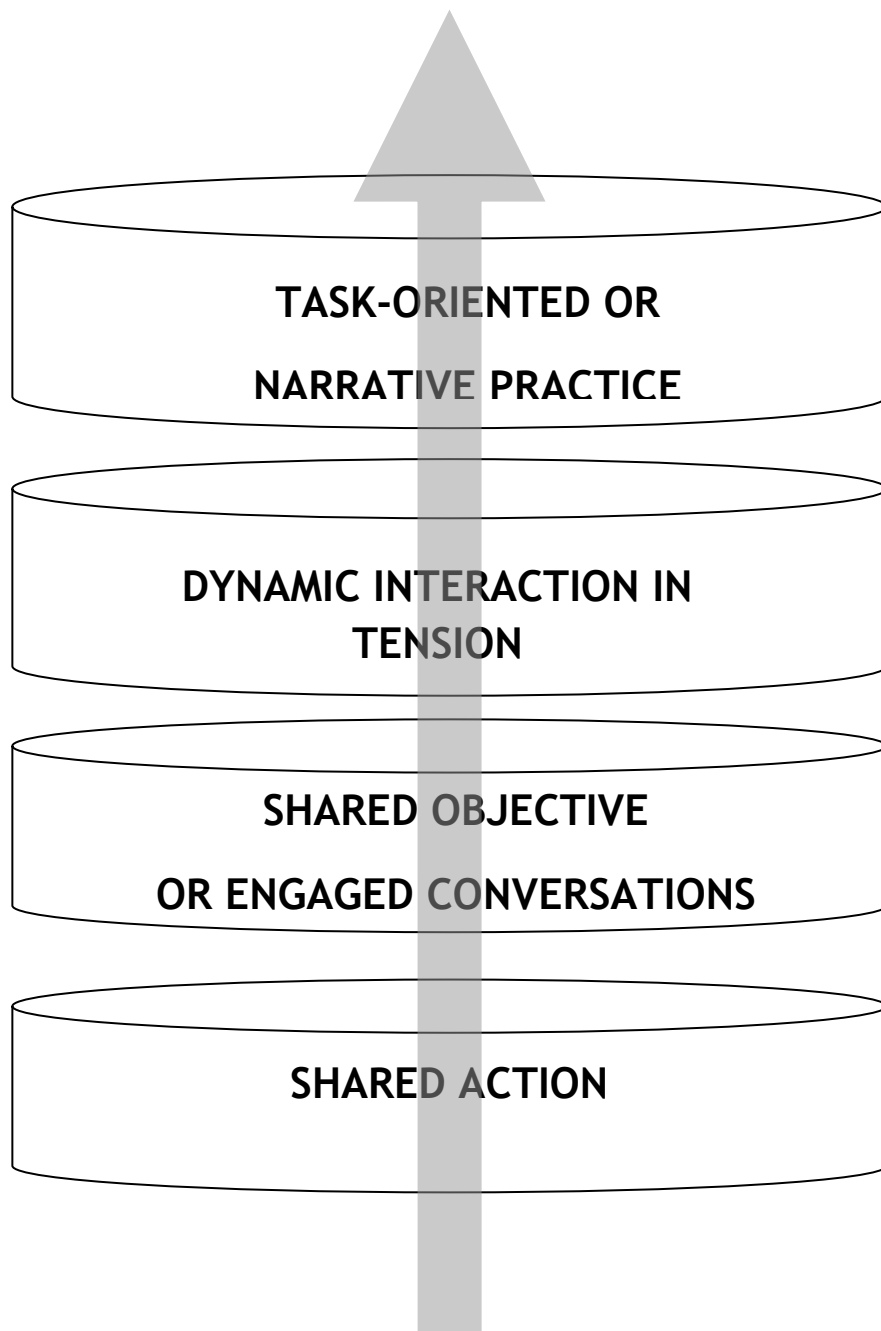 TASK-ORIENTED OR
NARRATIVE PRACTICE
DYNAMIC INTERACTION IN
TENSION
SHARED OBJECTIVE
OR ENGAGED CONVERSATIONS
SHARED ACTION